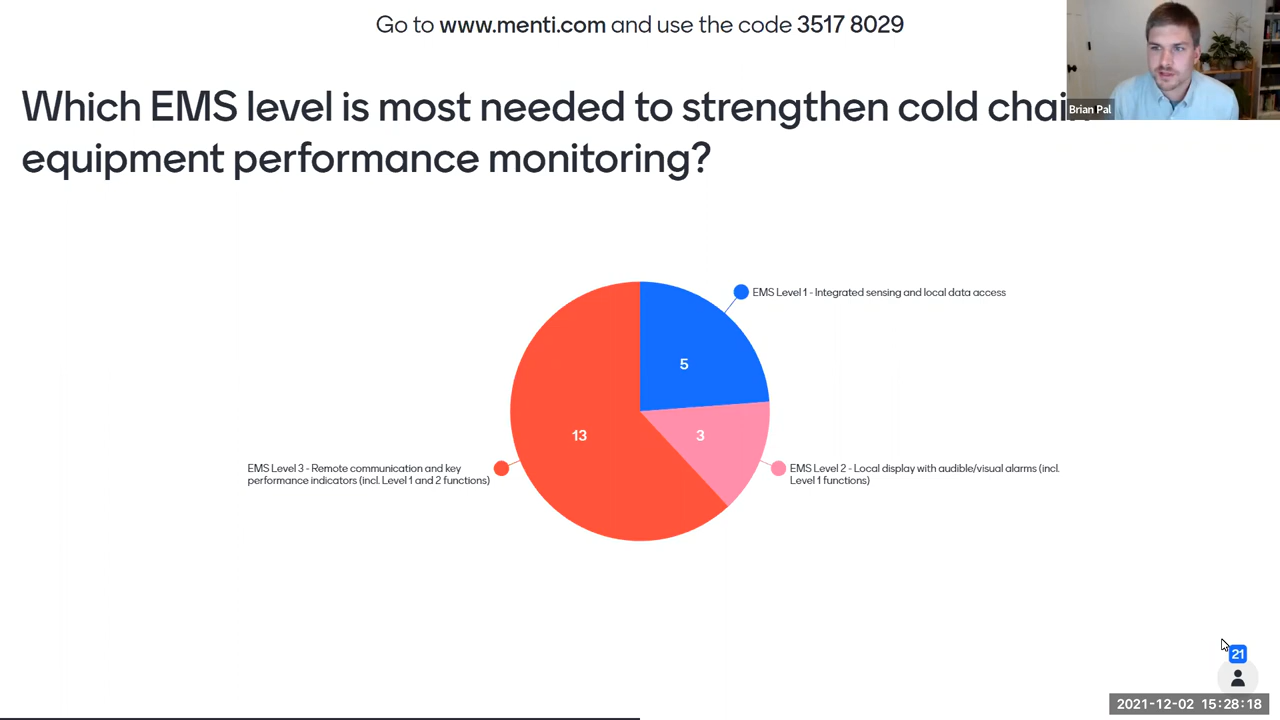 Go to www.menti.com and use the code 3517 8029
Which EMS level is most needed to strengthen cold
equipment performance monitoring?
Brian Pal
EMS Level 1 - Integrated sensing and local data access
5
13
3
EMS Level 3 - Remote communication and key
performance indicators (incl. Level 1 and 2 functions)
EMS Level 2 - Local display with audible/visual alarms (incl.
Level 1 functions)
21
2021-12-02 15:28:18